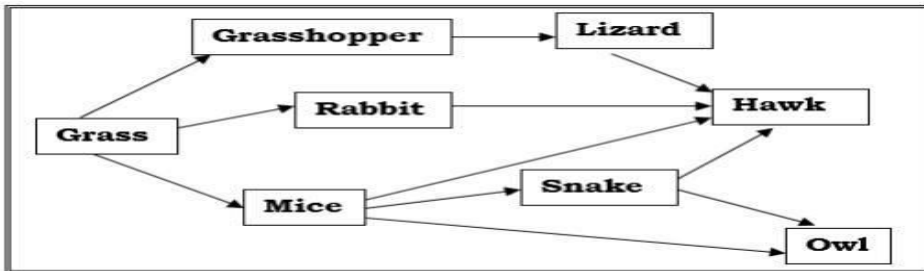 Grasshopper
Lizard
Rabbit
Hawk
Grass
Mice
Snake
Owl